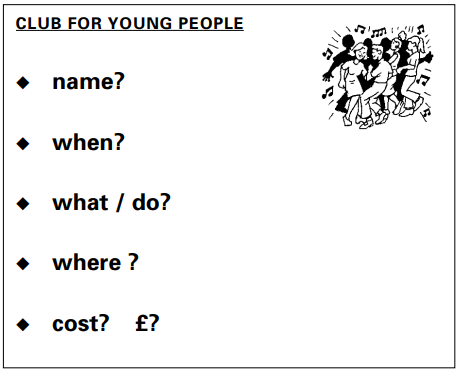 CLUB FOR YOUNG PEOPLE
◆ name?
◆ when?
◆ what / do?
◆ where ?
◆ cost? £?